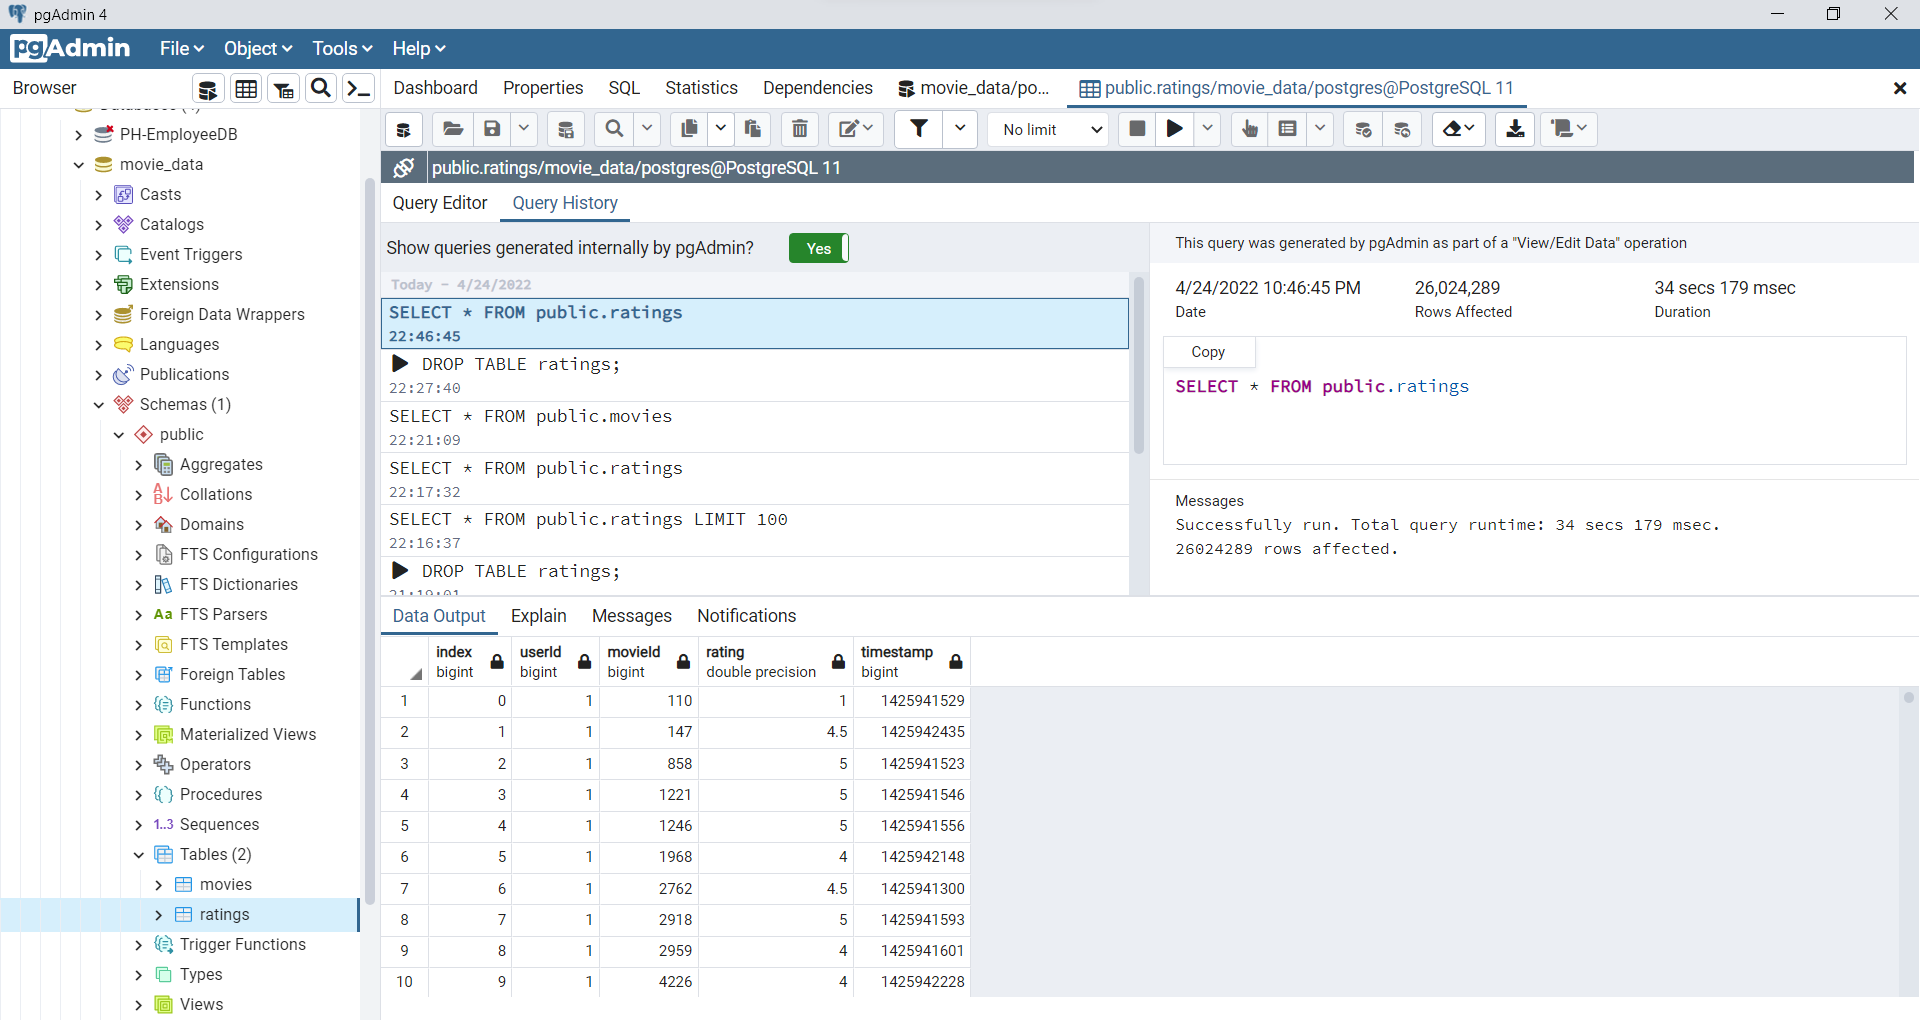 pgAdmin 4
pgAdmin File Object Tools Help
Browser
Dashboard Properties SQL Statistics Dependencies movie_data/po... public.ratings/movie_data/postgres@PostgreSQL 11
PH-EmployeeDB
movie_data
Casts
Catalogs
Event Triggers
Extensions
Foreign Data Wrappers
Languages
Publications
Schemas (1)
public
Aggregates
Collations
Domains
FTS Configurations
FTS Dictionaries
Aa FTS Parsers
FTS Templates
Foreign Tables
Functions
Materialized Views
Operators
Procedures
1..3 Sequences
Tables (2)
movies
ratings
Trigger Functions
Types
Views
No limit
public.ratings/movie_data/postgres@PostgreSQL 11
Query Editor Query History
Show queries generated internally by pgAdmin? Yes
Today - 4/24/2022
SELECT * FROM public.ratings
22:46:45
DROP TABLE ratings;
22:27:40
SELECT * FROM public.movies
22:21:09
SELECT * FROM public.ratings
22:17:32
SELECT * FROM public.ratings LIMIT 100
22:16:37
DROP TABLE ratings;
21:19:01
This query was generated by pgAdmin as part of a "View/Edit Data" operation
4/24/2022 10:46:45 PM 26,024,289 34 secs 179 msec
Date Rows Affected Duration
Copy
SELECT * FROM public.ratings
Messages
Successfully run. Total query runtime: 34 secs 179 msec.
26024289 rows affected.
Data Output Explain Messages Notifications
index userId movieId rating timestamp
bigint bigint bigint double precision bigint
1 0 1 110 1 1425941529
2 1 1 147 4.5 1425942435
3 2 1 858 5 1425941523
4 3 1 1221 5 1425941546
5 4 1 1246 5 1425941556
6 5 1 1968 4 1425942148
7 6 1 2762 4.5 1425941300
8 7 1 2918 5 1425941593
9 8 1 2959 4 1425941601
10 9 1 4226 4 1425942228